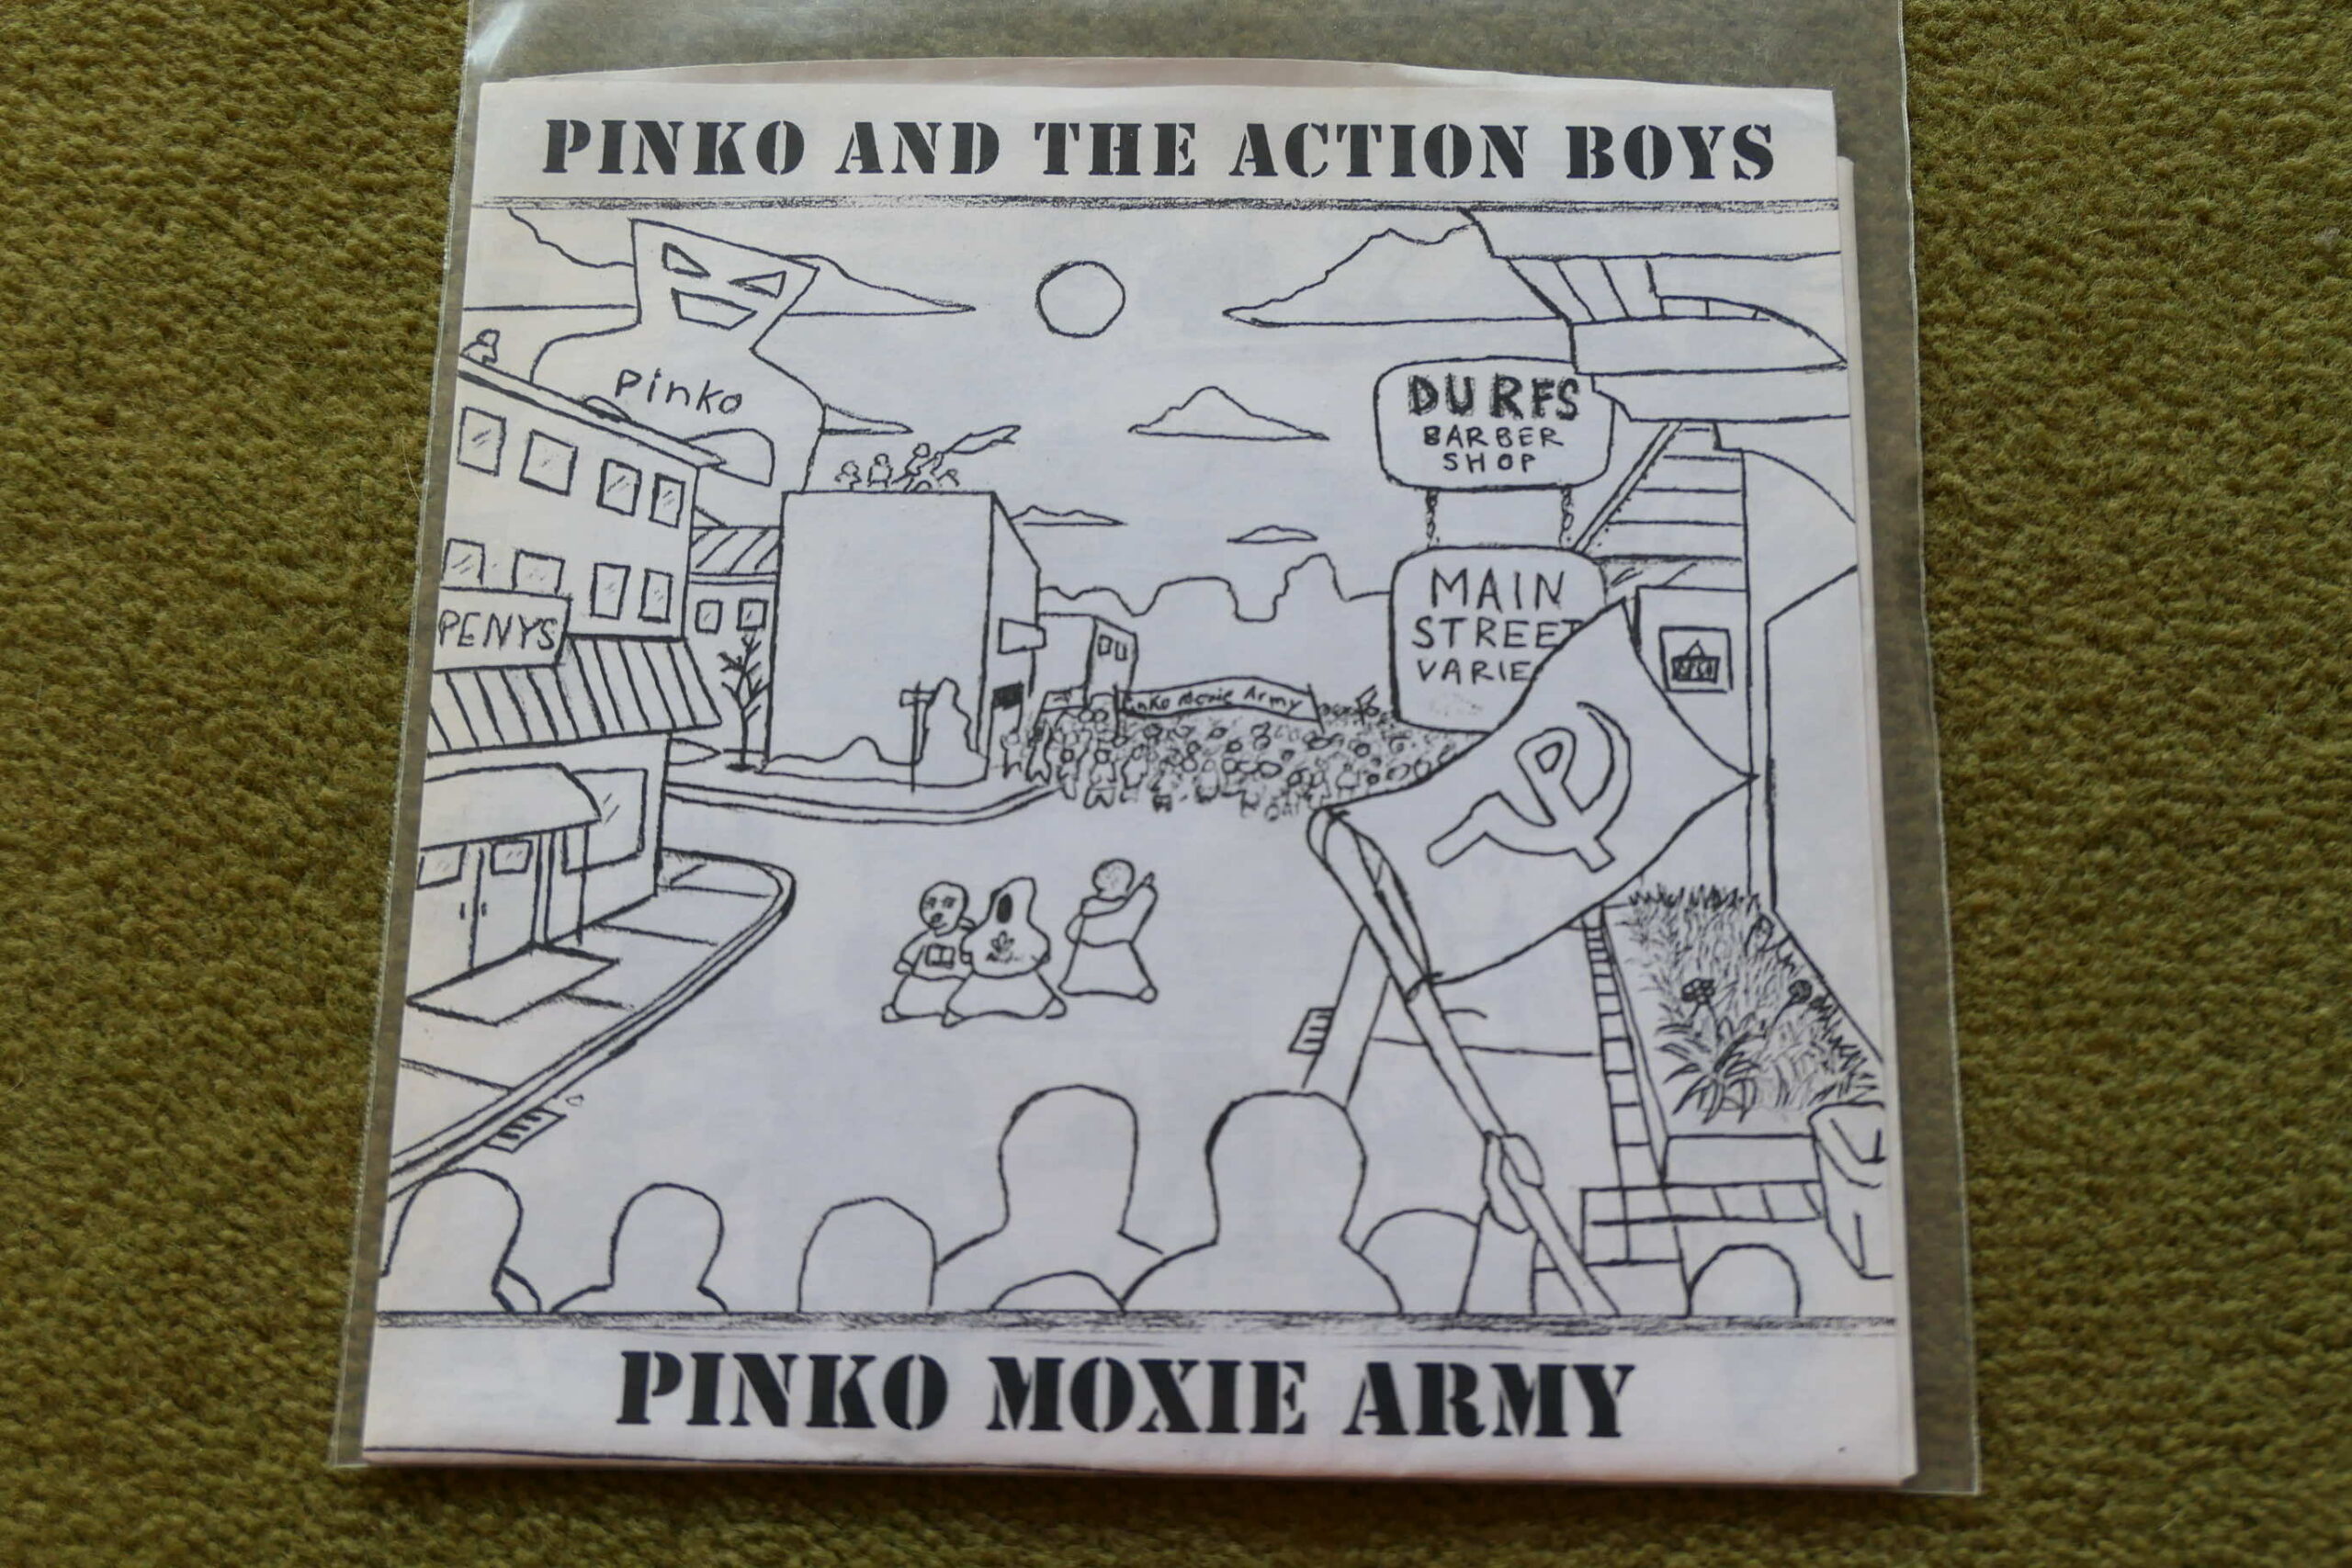 PINKO AND THE ACTION BOYS
Pinko
DURFS
BARBER
SHOP
PENYS
MAIN
STREET
VARIE
Pinko Moxie Army
PINKO MOXIE ARMY